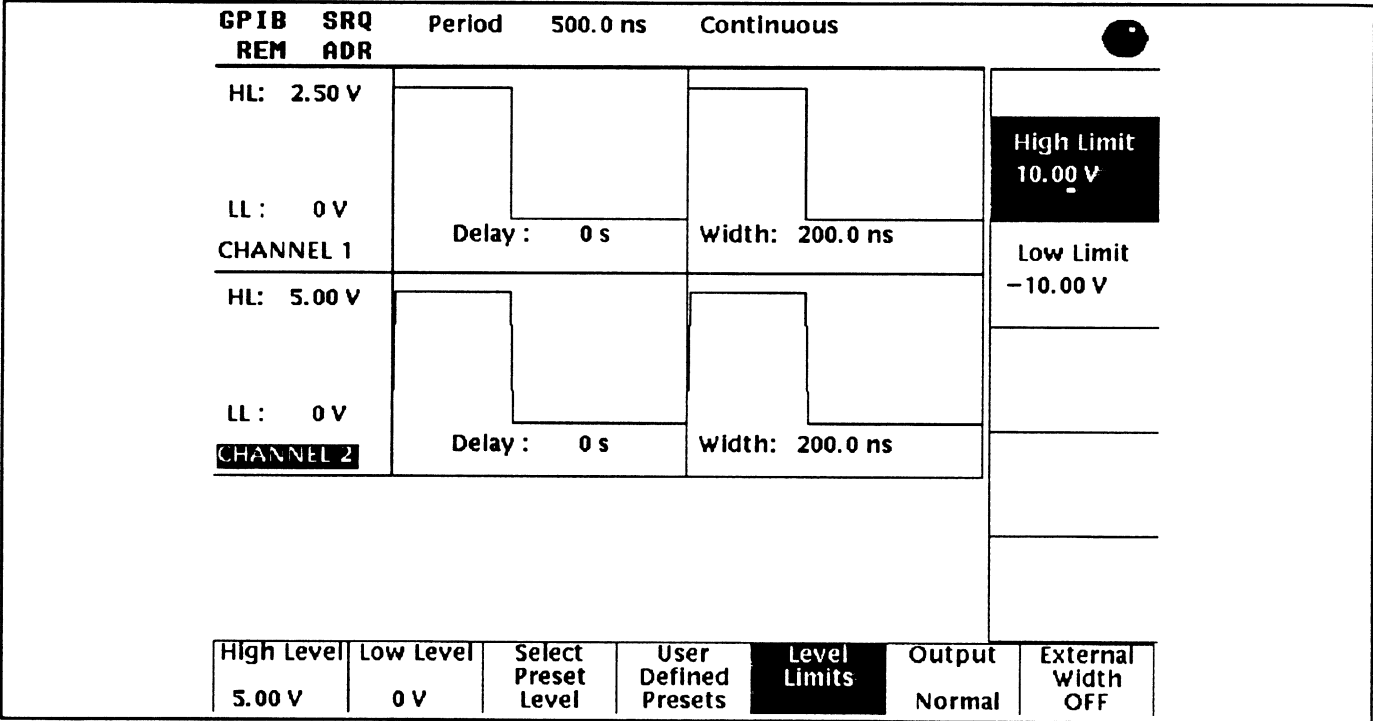 GPIB SRQ Period 500.0 ns Continuous
REM ADR
HL: 2.50 V
LL : 0 V
CHANNEL 1
Delay : 0 s
Width: 200.0 ns
HL: 5.00 V
LL : 0 V
CHANNEL 2
Delay : 0 s
Width: 200.0 ns
High Limit
10.00 V
Low Limit
−10.00 V
High Level
5.00 V
Low Level
0 V
Select
Preset
Level
User
Defined
Presets
Level
Limits
Output
Normal
External
Width
OFF